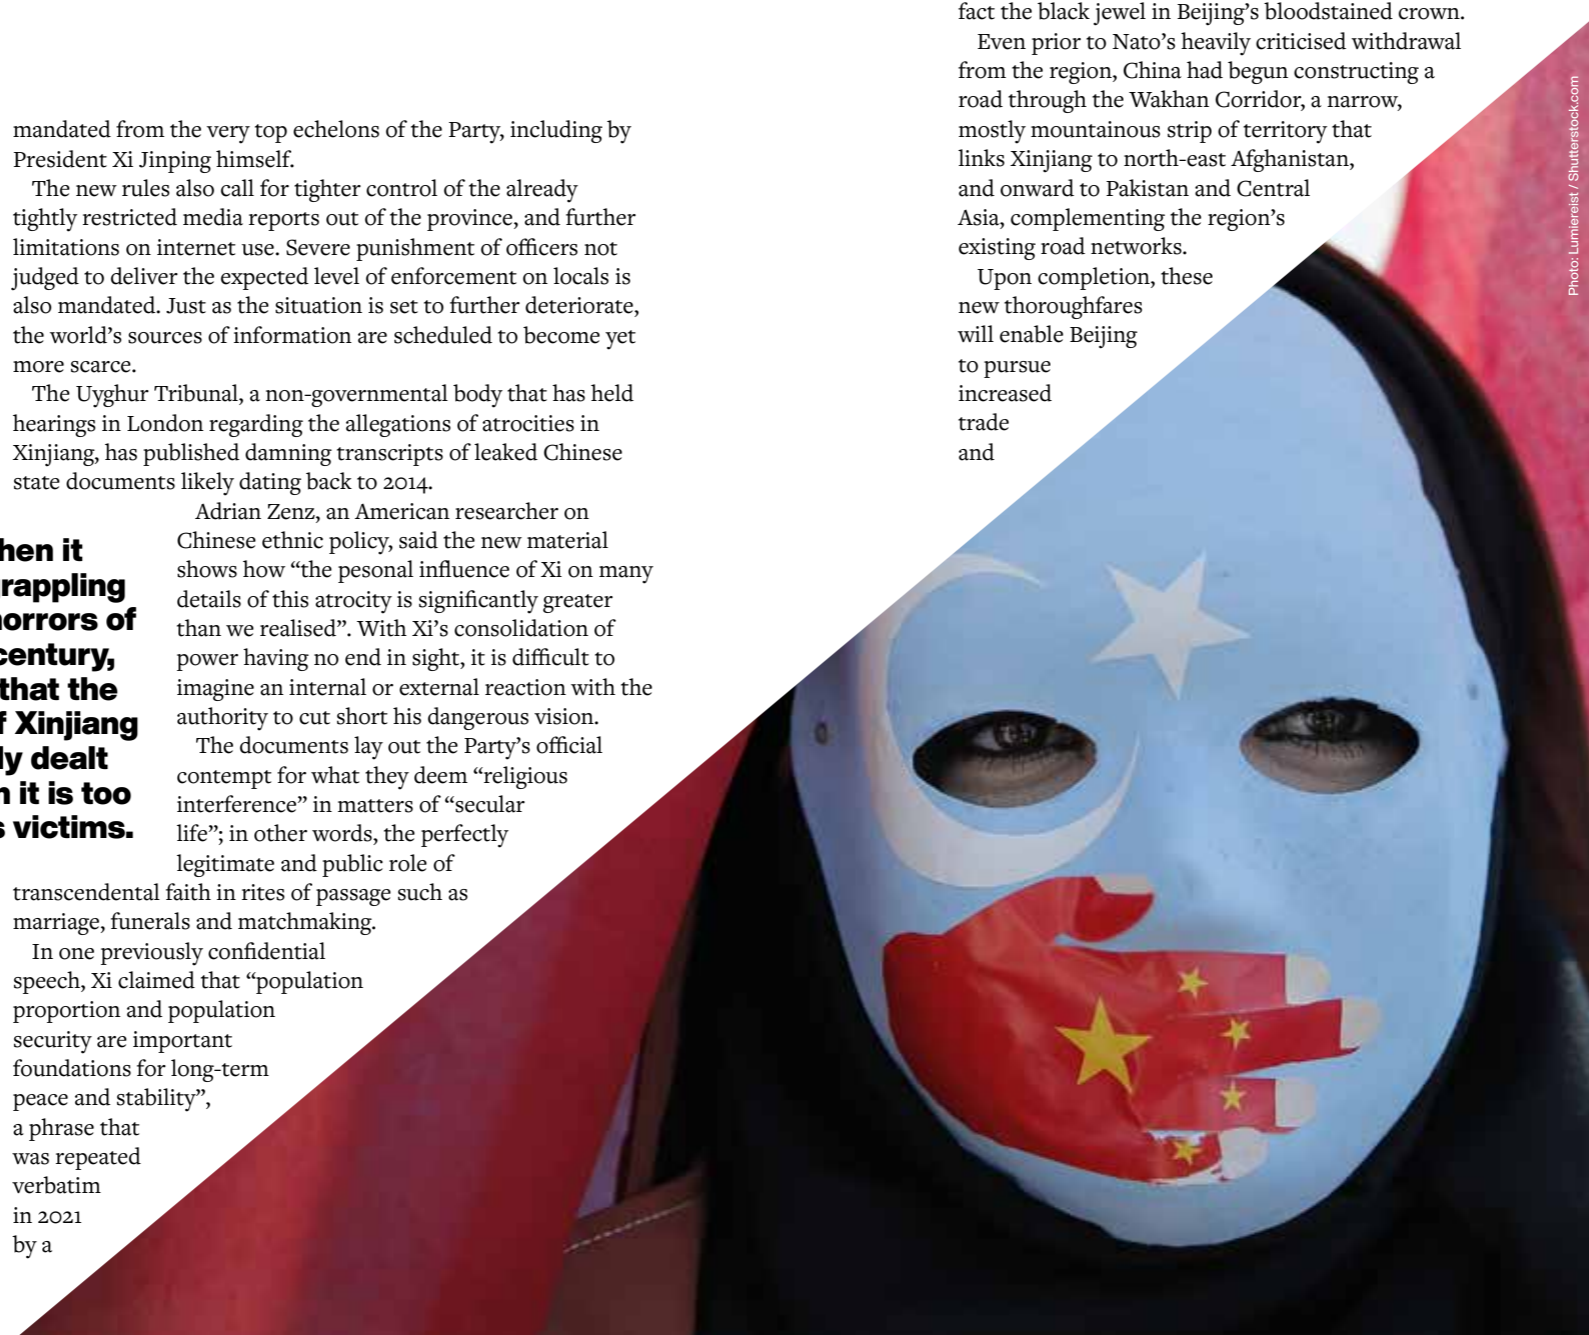 mandated from the very top echelons of the Party, including by
President Xi Jinping himself.
The new rules also call for tighter control of the already
tightly restricted media reports out of the province, and further
limitations on internet use. Severe punishment of officers not
judged to deliver the expected level of enforcement on locals is
also mandated. Just as the situation is set to further deteriorate,
the world’s sources of information are scheduled to become yet
more scarce.
The Uyghur Tribunal, a non-governmental body that has held
hearings in London regarding the allegations of atrocities in
Xinjiang, has published damning transcripts of leaked Chinese
state documents likely dating back to 2014.
Adrian Zenz, an American researcher on
Chinese ethnic policy, said the new material
shows how “the pesonal influence of Xi on many
details of this atrocity is significantly greater
than we realised”. With Xi’s consolidation of
power having no end in sight, it is difficult to
imagine an internal or external reaction with the
authority to cut short his dangerous vision.
The documents lay out the Party’s official
contempt for what they deem “religious
interference” in matters of “secular
life”; in other words, the perfectly
legitimate and public role of
transcendental faith in rites of passage such as
marriage, funerals and matchmaking.
In one previously confidential
speech, Xi claimed that “population
proportion and population
security are important
foundations for long-term
peace and stability”,
a phrase that
was repeated
verbatim
in 2021
by a
hen it
rappling
orrors of
century,
that the
f Xinjiang
ly dealt
n it is too
s victims.
fact the black jewel in Beijing’s bloodstained crown.
Even prior to Nato’s heavily criticised withdrawal
from the region, China had begun constructing a
road through the Wakhan Corridor, a narrow,
mostly mountainous strip of territory that
links Xinjiang to north-east Afghanistan,
and onward to Pakistan and Central
Asia, complementing the region’s
existing road networks.
Upon completion, these
new thoroughfares
will enable Beijing
to pursue
increased
trade
and
Photo: Lumiereist / Shutterstock.com